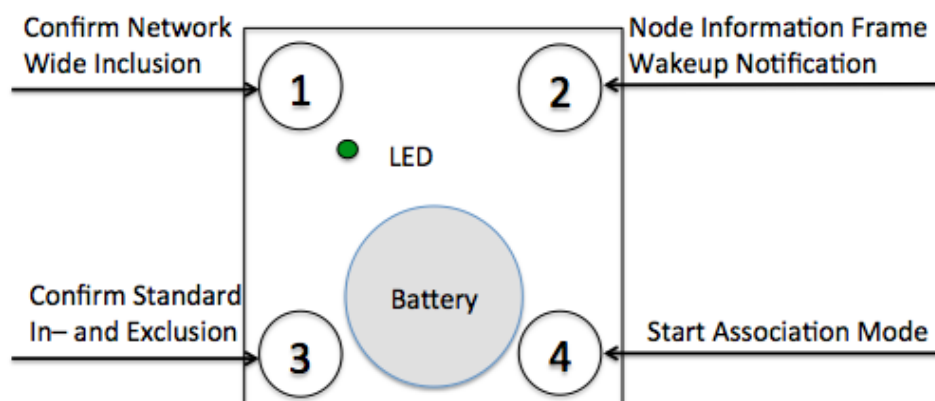 Confirm Network
Wide Inclusion
1
2
Node Information Frame
Wakeup Notification
LED
Battery
Confirm Standard
In– and Exclusion
3
4
Start Association Mode